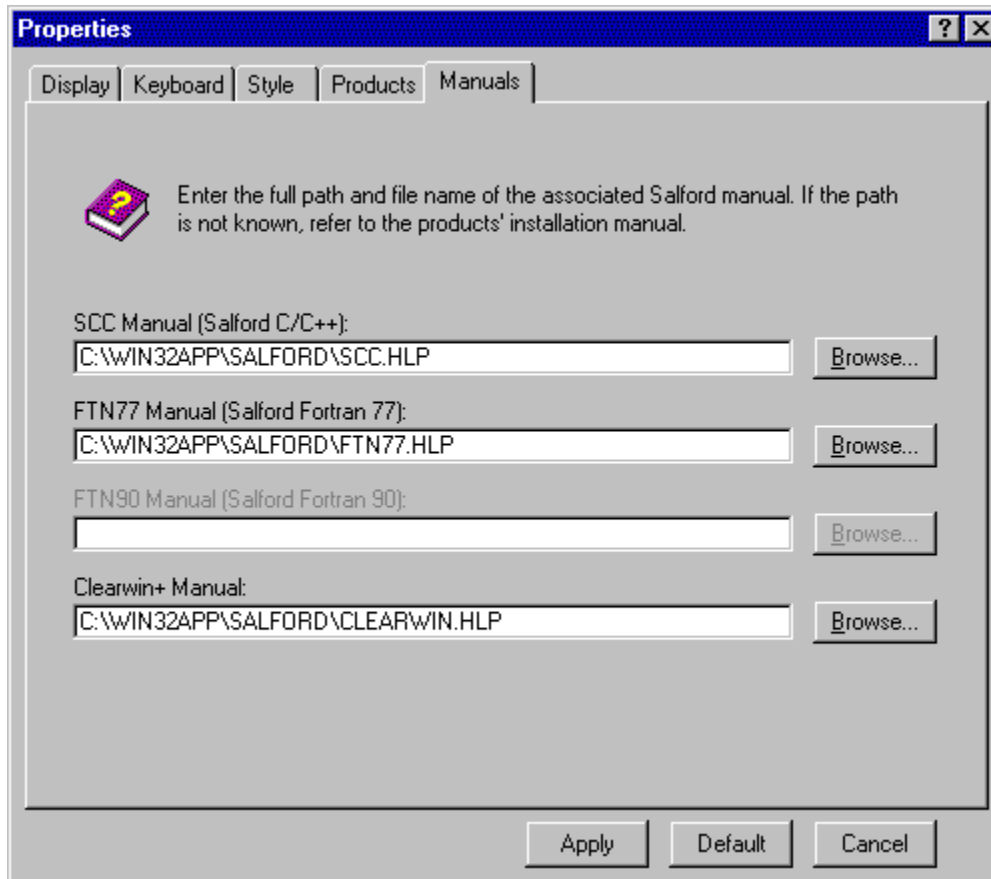 Properties
Display Keyboard Style Products Manuals
Enter the full path and file name of the associated Salford manual. If the path
is not known, refer to the products' installation manual.
SCC Manual (Salford C/C++):
C:\WIN32APP\SALFORD\SCC.HLP Browse...
FTN77 Manual (Salford Fortran 77):
C:\WIN32APP\SALFORD\FTN77.HLP Browse...
FTN90 Manual (Salford Fortran 90):
Browse...
Clearwin+ Manual:
C:\WIN32APP\SALFORD\CLEARWIN.HLP Browse...
Apply Default Cancel